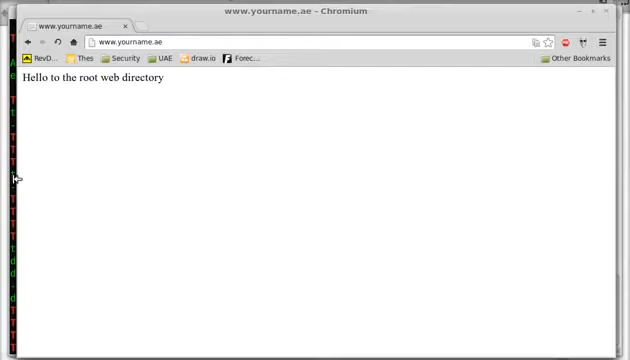 www.yourname.ae - Chromium
www.yourname.ae
www.yourname.ae
RevD... Thes Security UAE draw.io Forec... Other Bookmarks
Hello to the root web directory